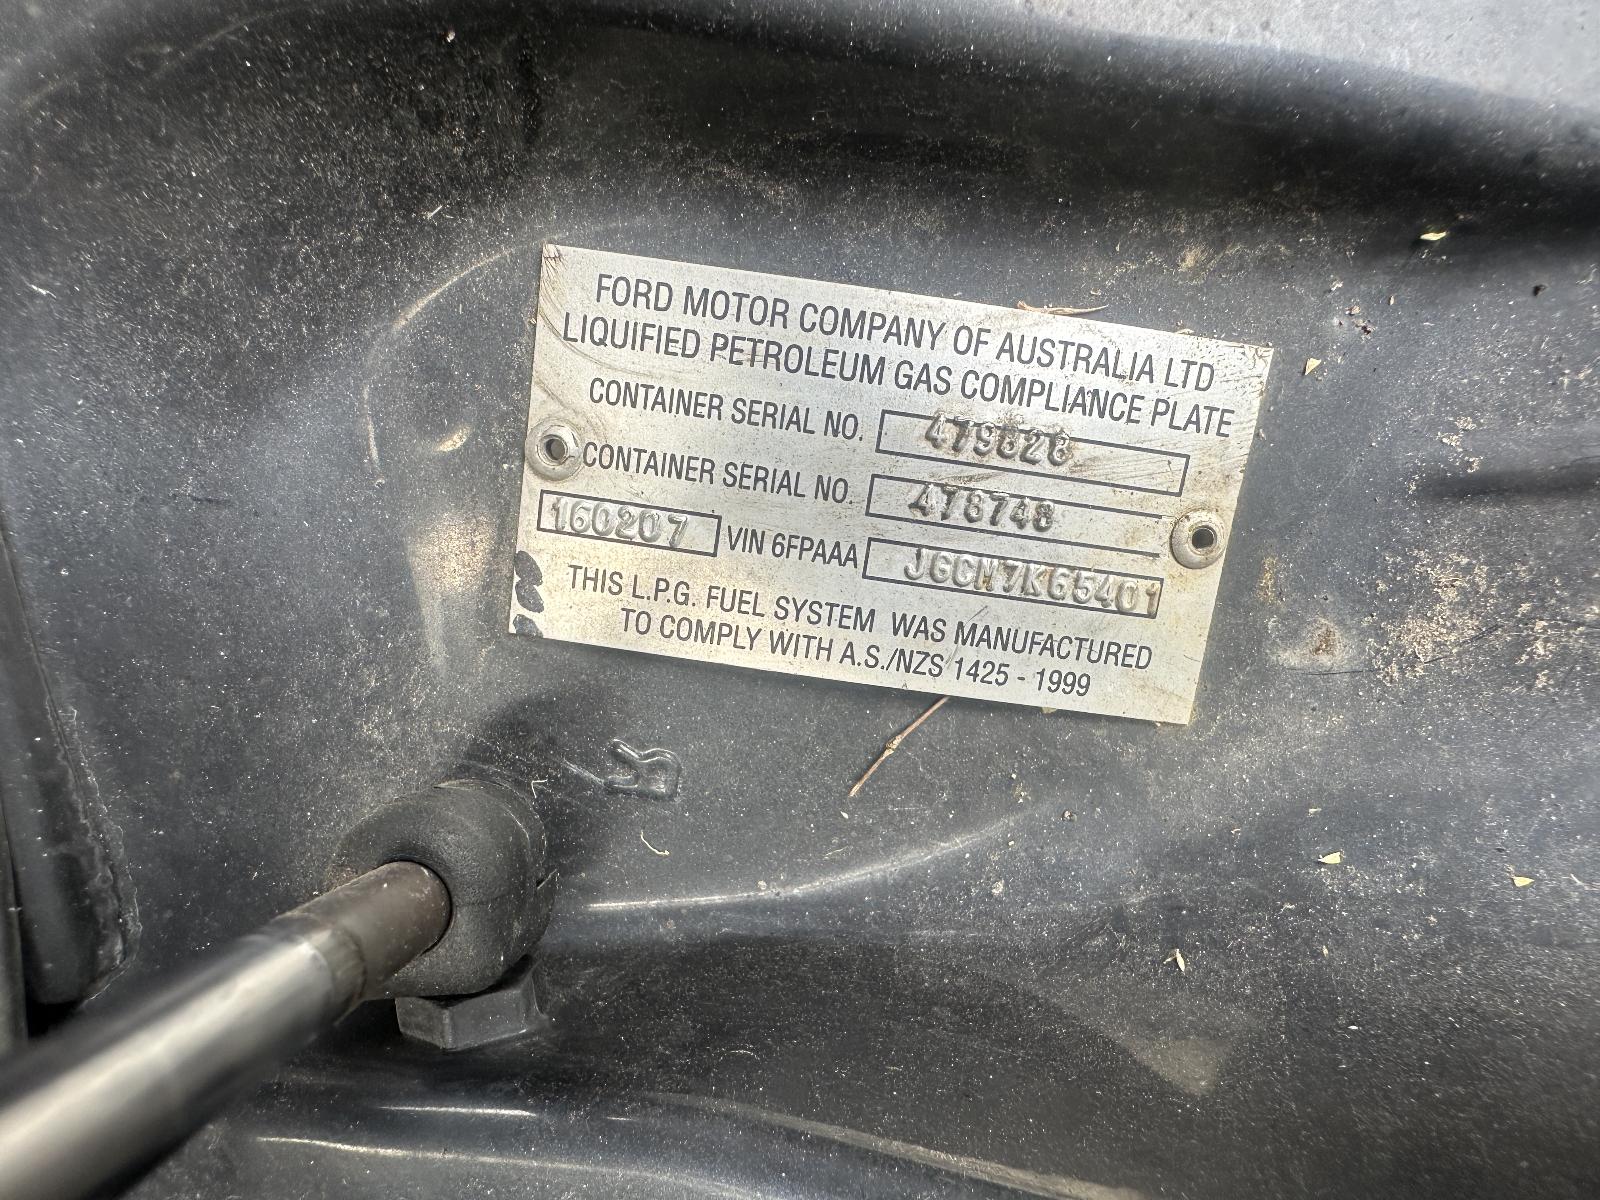 FORD MOTOR COMPANY OF AUSTRALIA LTD
LIQUIFIED PETROLEUM GAS COMPLIANCE PLATE
CONTAINER SERIAL NO. 479828
CONTAINER SERIAL NO. 478748
160207 VIN 6FPAAA JGCM7K65401
THIS L.P.G. FUEL SYSTEM WAS MANUFACTURED
TO COMPLY WITH A.S./NZS 1425 - 1999